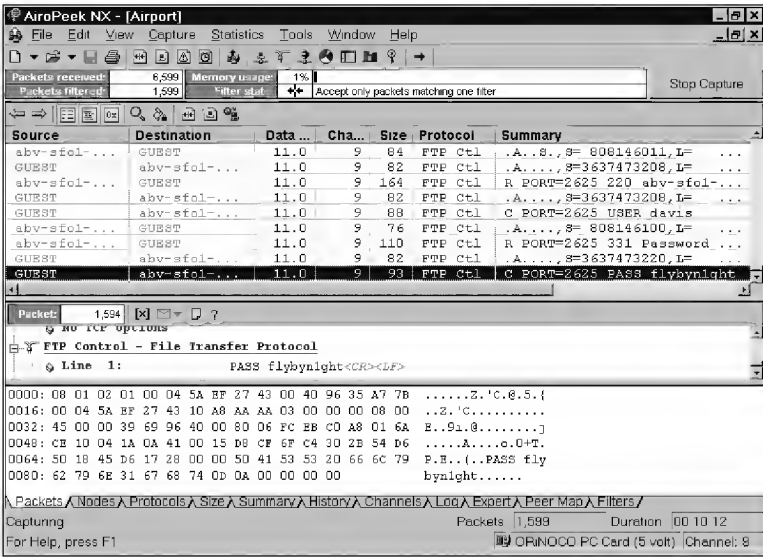 AiroPeek NX - [Airport]
File Edit View Capture Statistics Tools Window Help
Packets received: 6,599 Memory usage: 1%
Packets filtered: 1,599 Filter state: Accept only packets matching one filter
Stop Capture
Source Destination Data ... Cha... Size Protocol Summary
abv-sfo1-... GUEST 11.0 9 84 FTP Ctl .A..S.,S= 808146011,L= ...
GUEST abv-sfo1-... 11.0 9 82 FTP Ctl .A....,S=3637473208,L= ...
abv-sfo1-... GUEST 11.0 9 164 FTP Ctl R PORT=2625 220 abv-sfo1-...
GUEST abv-sfo1-... 11.0 9 82 FTP Ctl .A....,S=3637473208,L= ...
GUEST abv-sfo1-... 11.0 9 88 FTP Ctl C PORT=2625 USER davis
abv-sfo1-... GUEST 11.0 9 76 FTP Ctl .A....,S= 808146100,L= ...
abv-sfo1-... GUEST 11.0 9 110 FTP Ctl R PORT=2625 331 Password ...
GUEST abv-sfo1-... 11.0 9 82 FTP Ctl .A....,S=3637473220,L= ...
GUEST abv-sfo1-... 11.0 9 93 FTP Ctl C PORT=2625 PASS flybyn1ght
Packet: 1,594
No TCP options
FTP Control - File Transfer Protocol
Line 1: PASS flybyn1ght<CR><LF>
0000: 08 01 02 01 00 04 5A EF 27 43 00 40 96 35 A7 7B ......Z.'C.@.5.{
0016: 00 04 5A EF 27 43 10 A8 AA AA 03 00 00 00 08 00 ..Z.'C..........
0032: 45 00 00 39 69 96 40 00 80 06 FC EB C0 A8 01 6A E..9i.@........j
0048: CE 10 04 1A 0A 41 00 15 D8 CF 6F C4 30 2B 54 D6 .....A....o.0+T.
0064: 50 18 45 D6 17 28 00 00 50 41 53 53 20 66 6C 79 P.E..(..PASS fly
0080: 62 79 6E 31 67 68 74 0D 0A 00 00 00 00 byn1ght......
Packets Nodes Protocols Size Summary History Channels Log Expert Peer Map Filters
Capturing Packets 1,599 Duration 00:10:12
For Help, press F1 ORiNOCO PC Card (5 volt) Channel: 9